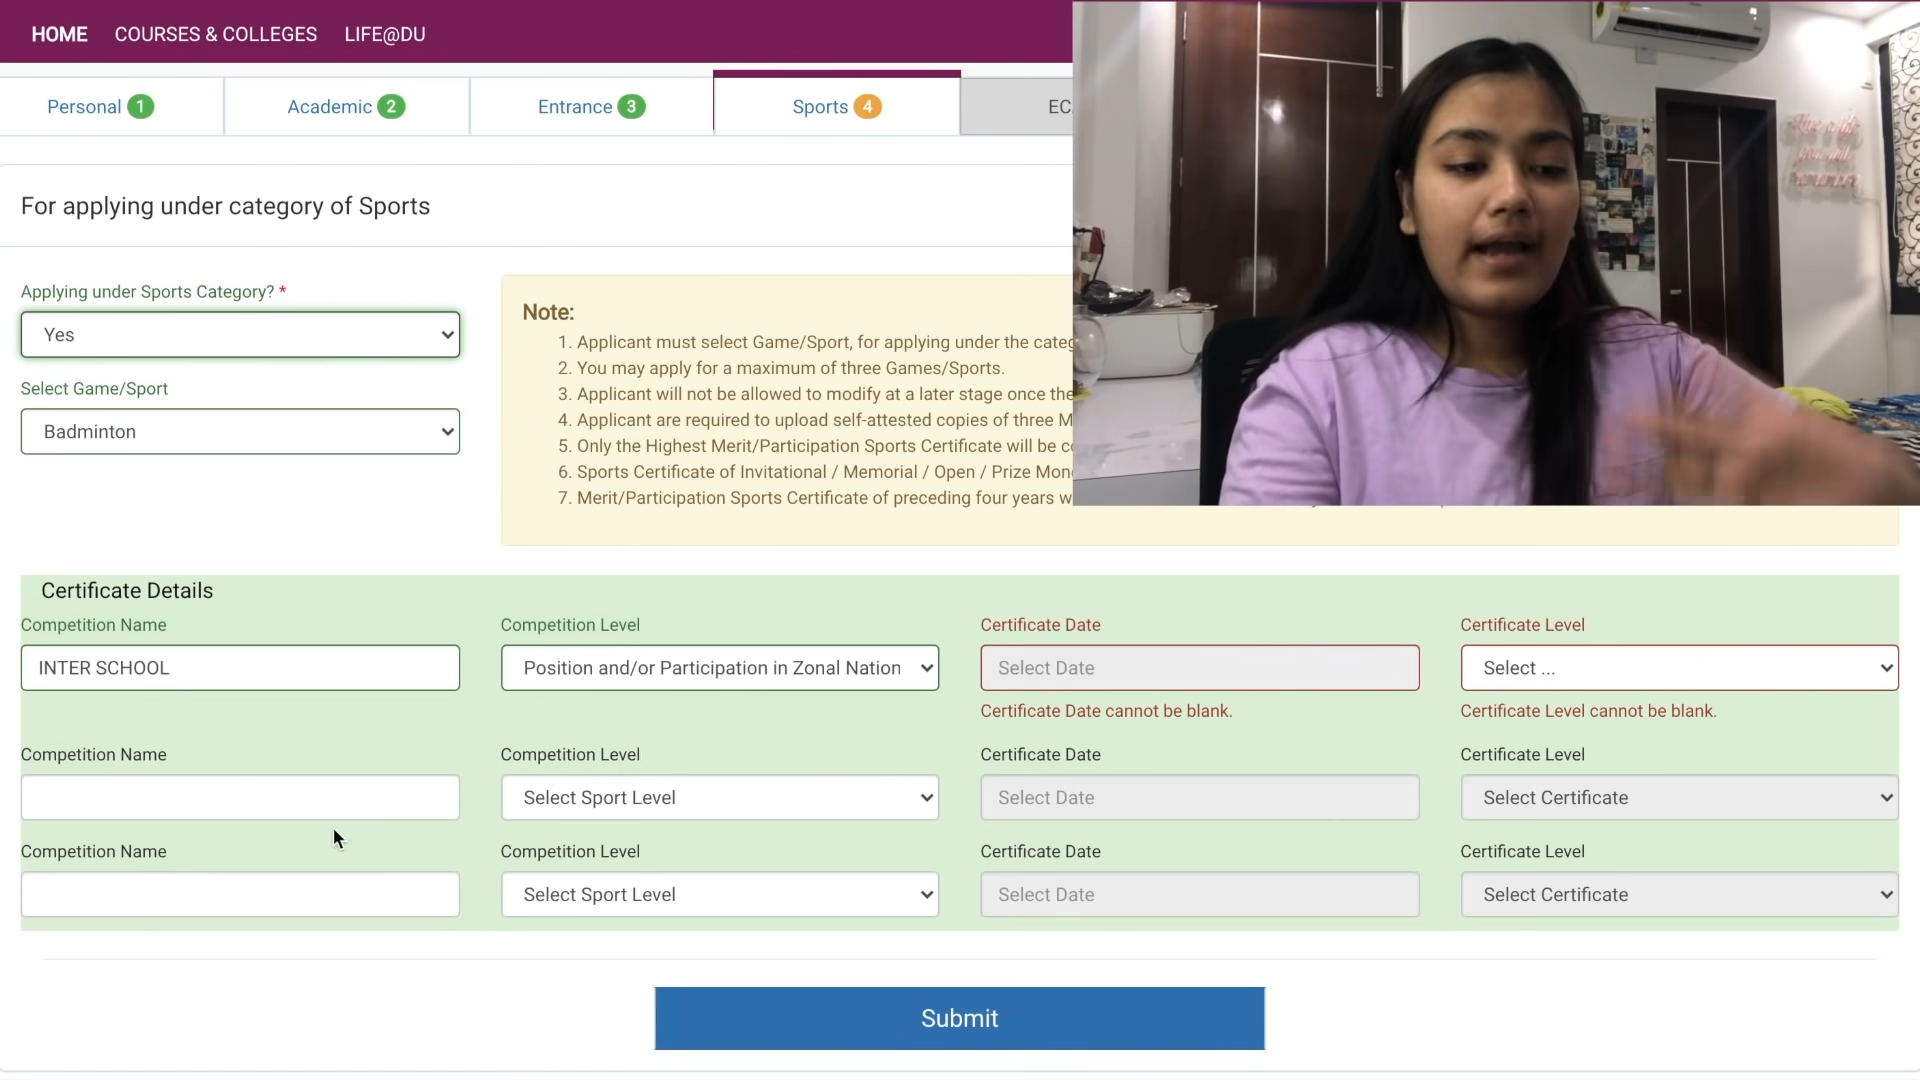 HOME COURSES & COLLEGES LIFE@DU
Personal 1 Academic 2 Entrance 3 Sports 4 EC
For applying under category of Sports
Applying under Sports Category? *
Yes
Select Game/Sport
Badminton
Note:
1. Applicant must select Game/Sport, for applying under the categ
2. You may apply for a maximum of three Games/Sports.
3. Applicant will not be allowed to modify at a later stage once the
4. Applicant are required to upload self-attested copies of three M
5. Only the Highest Merit/Participation Sports Certificate will be c
6. Sports Certificate of Invitational / Memorial / Open / Prize Mon
7. Merit/Participation Sports Certificate of preceding four years w
Certificate Details
Competition Name Competition Level Certificate Date Certificate Level
INTER SCHOOL Position and/or Participation in Zonal Nation Select Date Select ...
Certificate Date cannot be blank. Certificate Level cannot be blank.
Competition Name Competition Level Certificate Date Certificate Level
Select Sport Level Select Date Select Certificate
Competition Name Competition Level Certificate Date Certificate Level
Select Sport Level Select Date Select Certificate
Submit